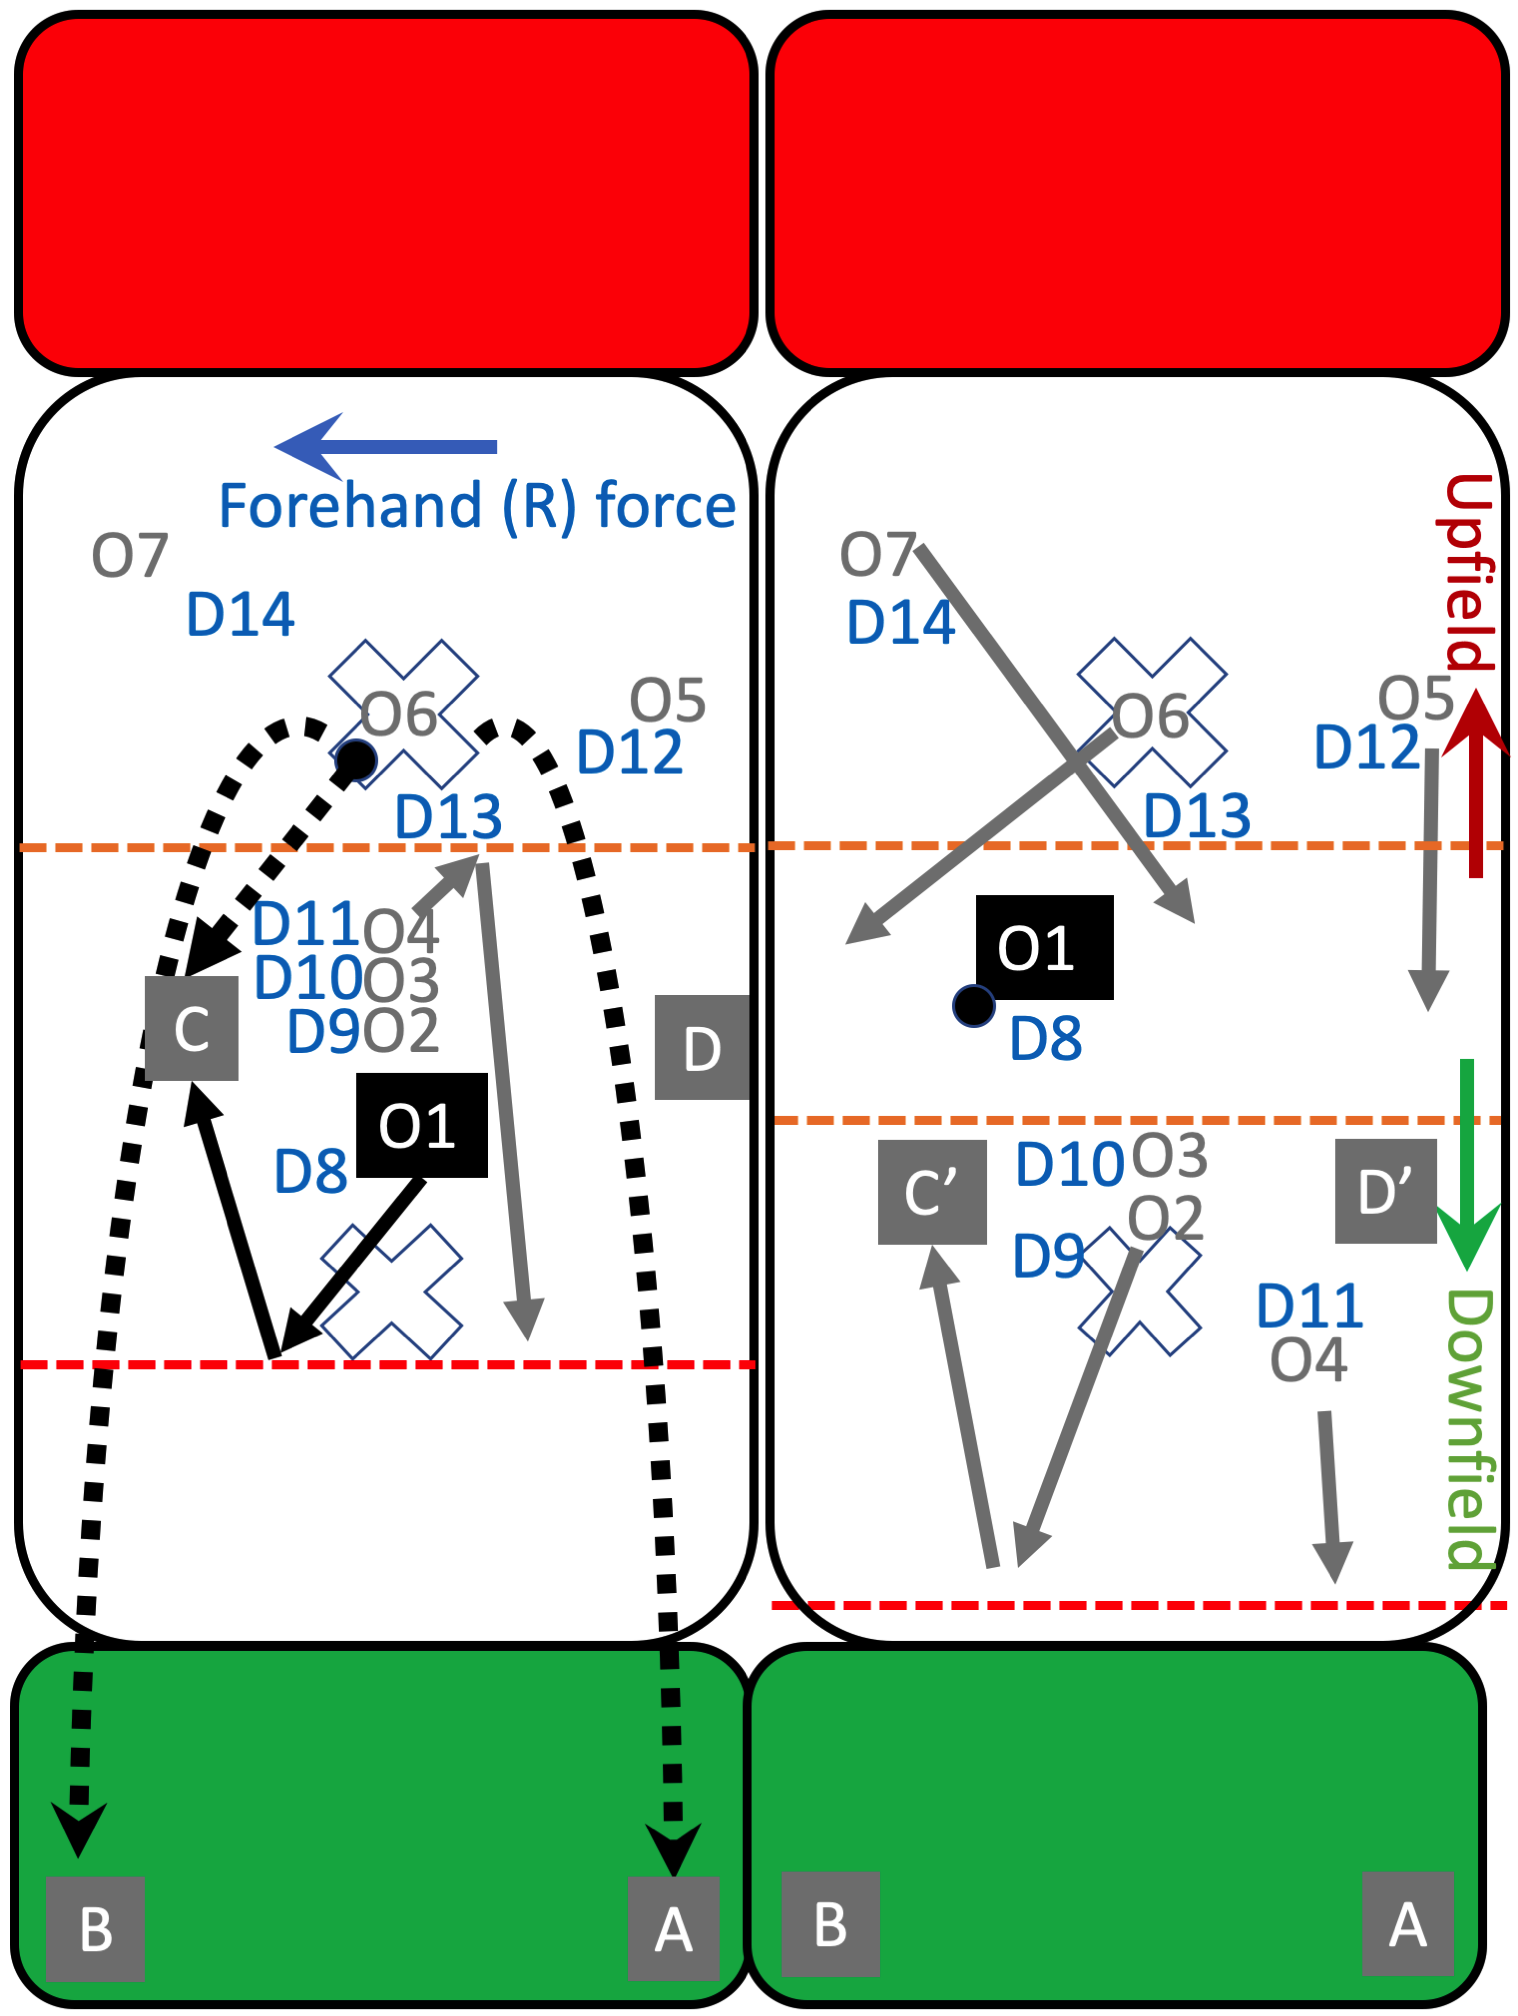 Forehand (R) force
O7
D14
O6
O5
D12
D13
D11 O4
D10 O3
D9 O2
C
D
O1
D8
B
A
Upfield
O7
D14
O6
O5
D12
D13
O1
D8
C’
D10 O3
O2
D’
D9
D11
O4
Downfield
B
A